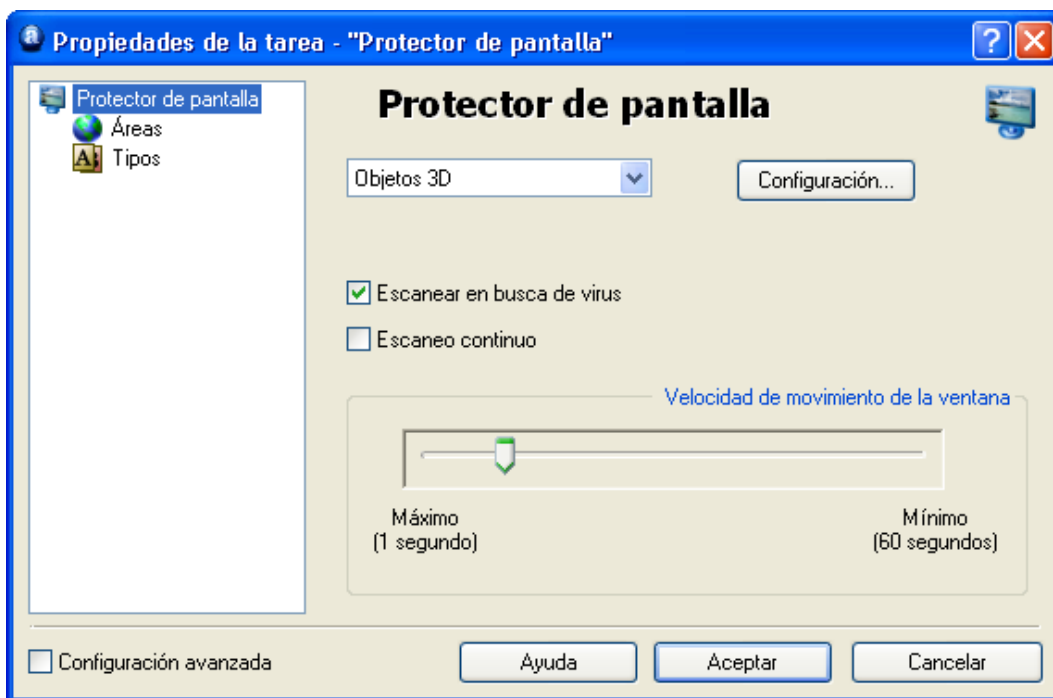 Propiedades de la tarea - "Protector de pantalla"
Protector de pantalla
Áreas
Tipos
Protector de pantalla
Objetos 3D
Configuración...
Escanear en busca de virus
Escaneo continuo
Velocidad de movimiento de la ventana
Máximo
(1 segundo)
Mínimo
(60 segundos)
Configuración avanzada
Ayuda
Aceptar
Cancelar